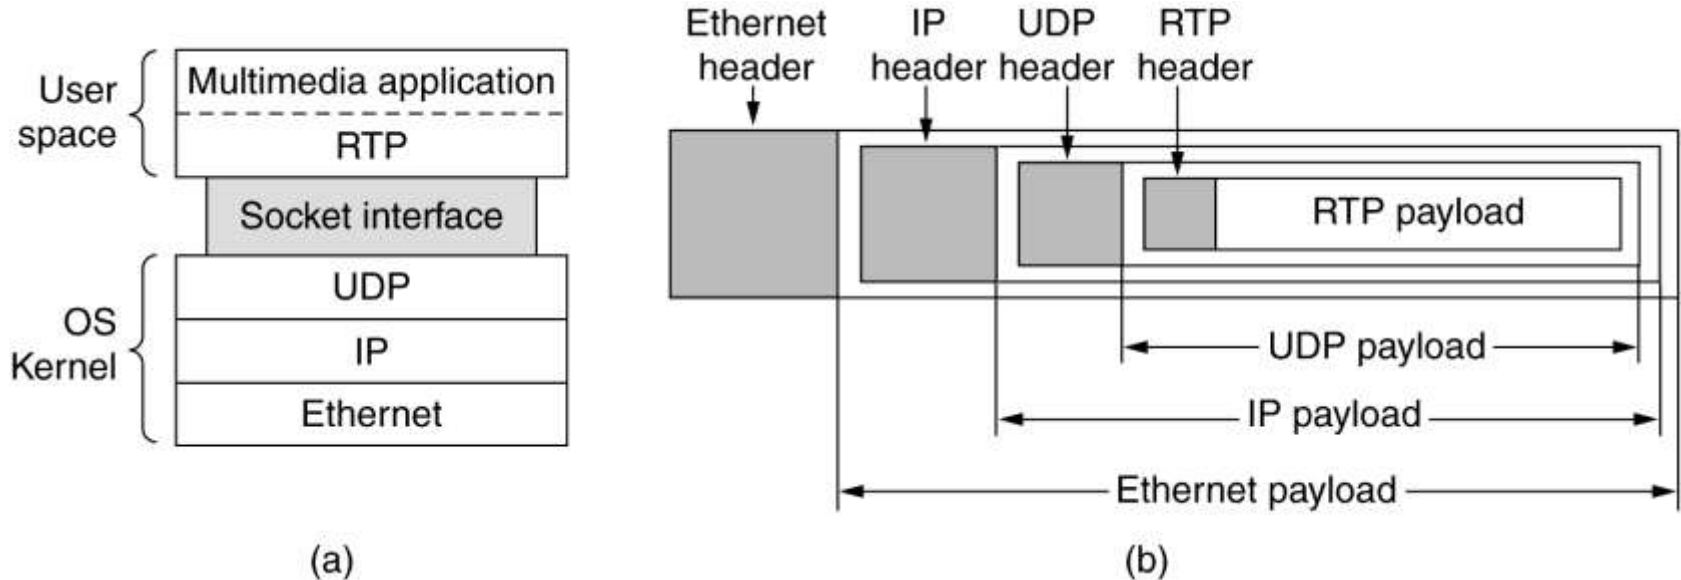 User
space
Multimedia application
RTP
Socket interface
OS
Kernel
UDP
IP
Ethernet
(a)
Ethernet
header
IP
header
UDP
header
RTP
header
RTP payload
UDP payload
IP payload
Ethernet payload
(b)